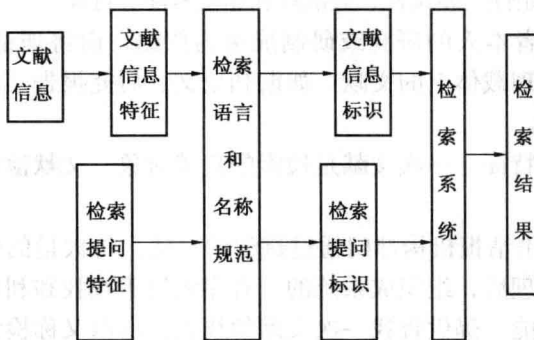 文献
信息
文献
信息
特征
检索
语言
和
名称
规范
文献
信息
标识
检
索
系
统
检
索
结
果
检索
提问
特征
检索
提问
标识